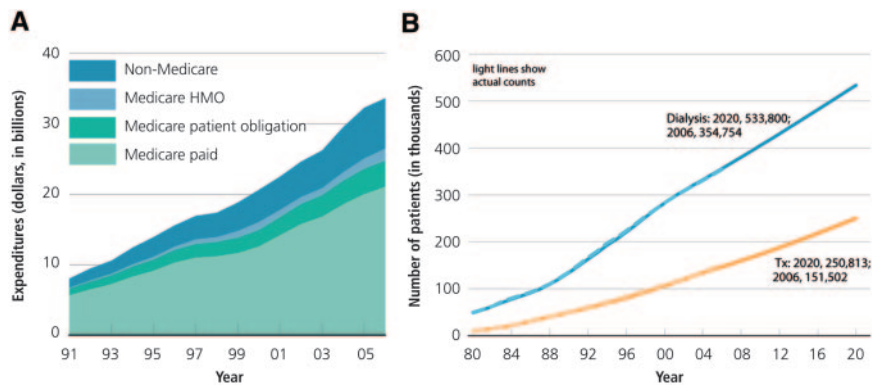 A
Expenditures (dollars, in billions)
40
30
20
10
0
Non-Medicare
Medicare HMO
Medicare patient obligation
Medicare paid
91 93 95 97 99 01 03 05
Year
B
Number of patients (in thousands)
600
500
400
300
200
100
0
light lines show
actual counts
Dialysis: 2020, 533,800;
2006, 354,754
Tx: 2020, 250,813;
2006, 151,502
80 84 88 92 96 00 04 08 12 16 20
Year